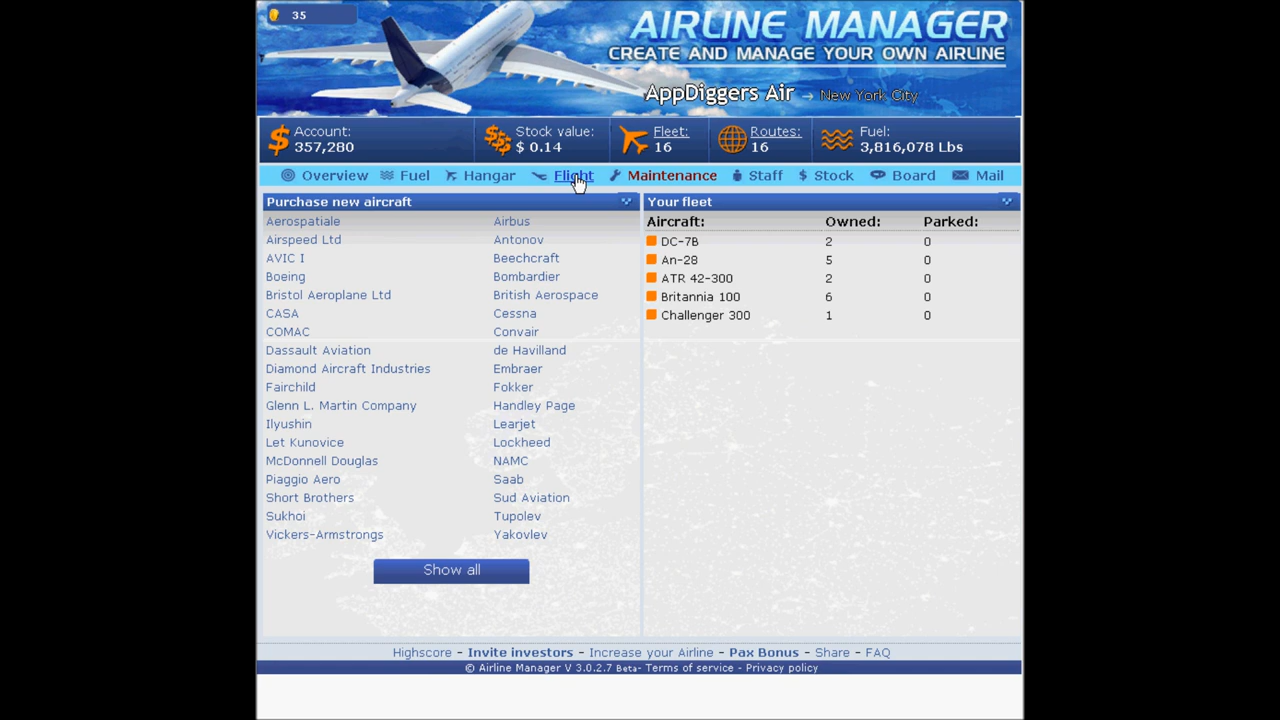 35
AIRLINE MANAGER
CREATE AND MANAGE YOUR OWN AIRLINE
AppDiggers Air → New York City
Account: 357,280
Stock value: $ 0.14
Fleet: 16
Routes: 16
Fuel: 3,816,078 Lbs
Overview Fuel Hangar Flight Maintenance Staff $ Stock Board Mail
Purchase new aircraft
Aerospatiale Airbus
Airspeed Ltd Antonov
AVIC I Beechcraft
Boeing Bombardier
Bristol Aeroplane Ltd British Aerospace
CASA Cessna
COMAC Convair
Dassault Aviation de Havilland
Diamond Aircraft Industries Embraer
Fairchild Fokker
Glenn L. Martin Company Handley Page
Ilyushin Learjet
Let Kunovice Lockheed
McDonnell Douglas NAMC
Piaggio Aero Saab
Short Brothers Sud Aviation
Sukhoi Tupolev
Vickers-Armstrongs Yakovlev
Show all
Your fleet
Aircraft: Owned: Parked:
DC-7B 2 0
An-28 5 0
ATR 42-300 2 0
Britannia 100 6 0
Challenger 300 1 0
Highscore - Invite investors - Increase your Airline - Pax Bonus - Share - FAQ
© Airline Manager V 3.0.2.7 Beta- Terms of service - Privacy policy